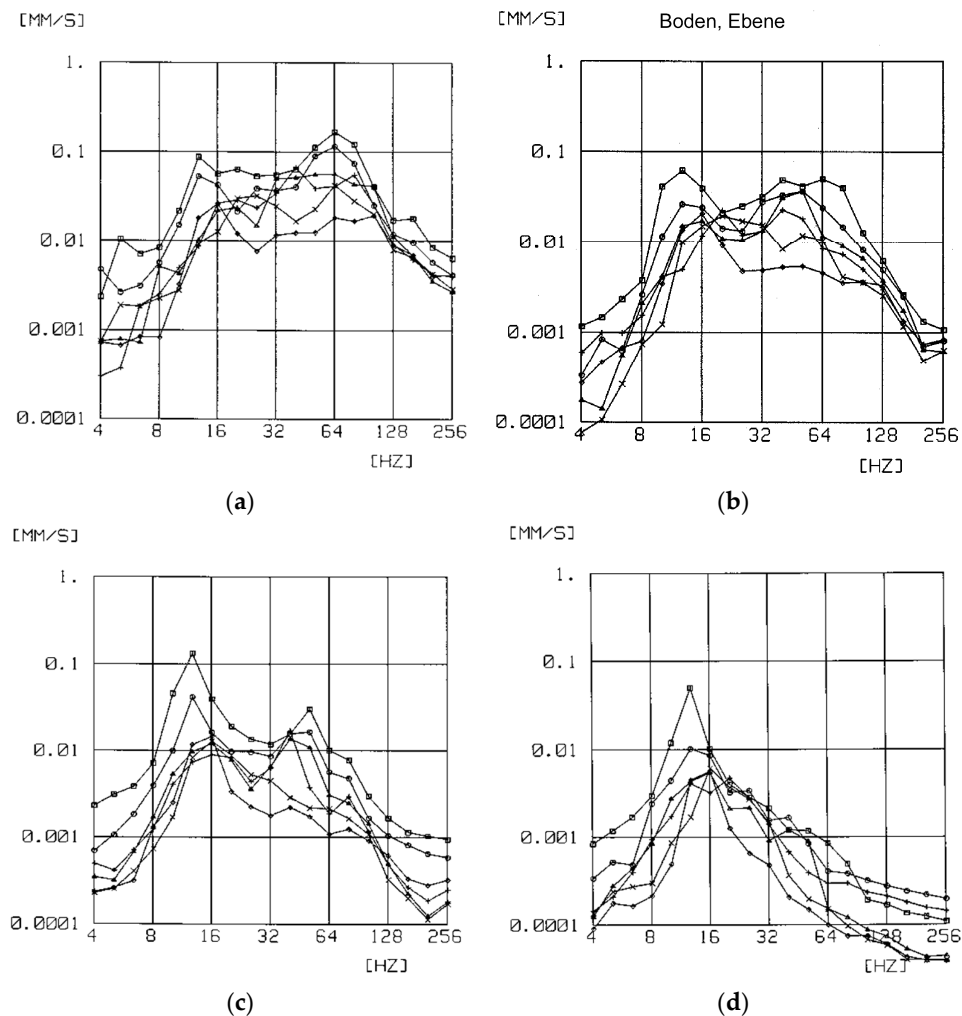 [MM/S]
1.
0.1
0.01
0.001
0.0001
4 8 16 32 64 128 256
[HZ]
(a)
[MM/S] Boden, Ebene
1.
0.1
0.01
0.001
0.0001
4 8 16 32 64 128 256
[HZ]
(b)
[MM/S]
1.
0.1
0.01
0.001
0.0001
4 8 16 32 64 128 256
[HZ]
(c)
[MM/S]
1.
0.1
0.01
0.001
0.0001
4 8 16 32 64 128 256
[HZ]
(d)